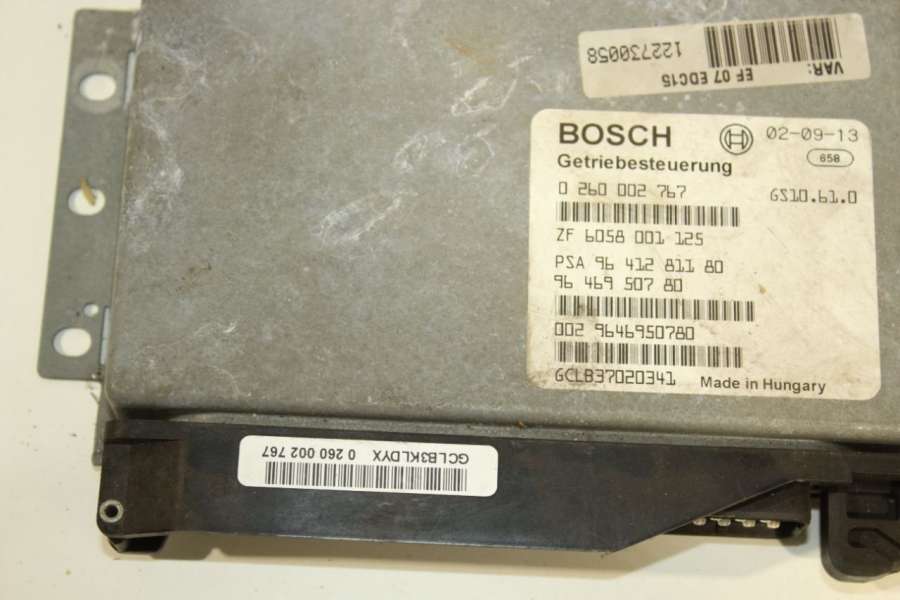 VAR:
EF 07 EDC15
122730058
BOSCH 02-09-13
658
Getriebesteuerung
0 260 002 767 GS10.61.0
ZF 6058 001 125
PSA 96 412 811 80
96 469 507 80
002 9646950780
GCLB37020341 Made in Hungary
GCLB3KLDYX 0 260 002 767